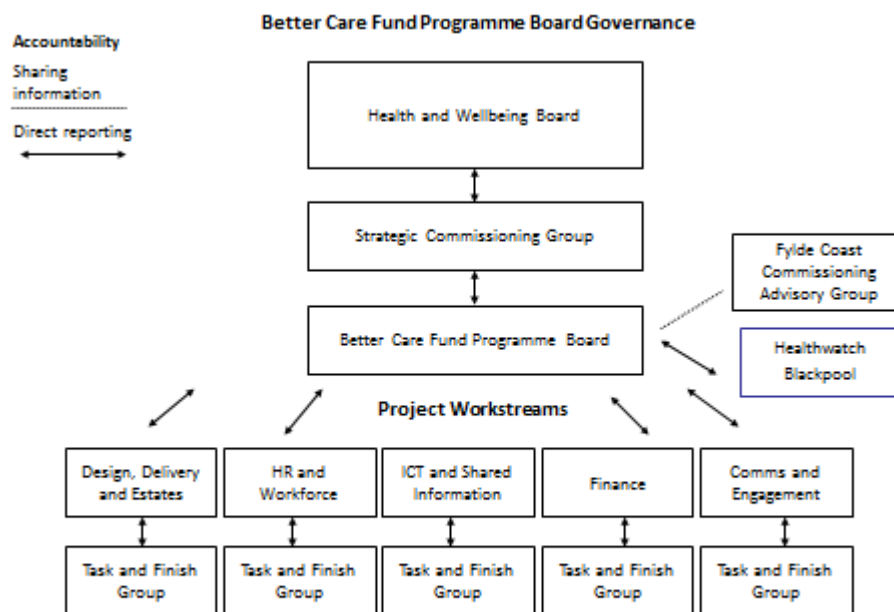 Better Care Fund Programme Board Governance
Accountability
Sharing
information
Direct reporting
Health and Wellbeing Board
Strategic Commissioning Group
Fylde Coast
Commissioning
Advisory Group
Better Care Fund Programme Board
Healthwatch
Blackpool
Project Workstreams
Design, Delivery
and Estates
HR and
Workforce
ICT and Shared
Information
Finance
Comms and
Engagement
Task and Finish
Group
Task and Finish
Group
Task and Finish
Group
Task and Finish
Group
Task and Finish
Group